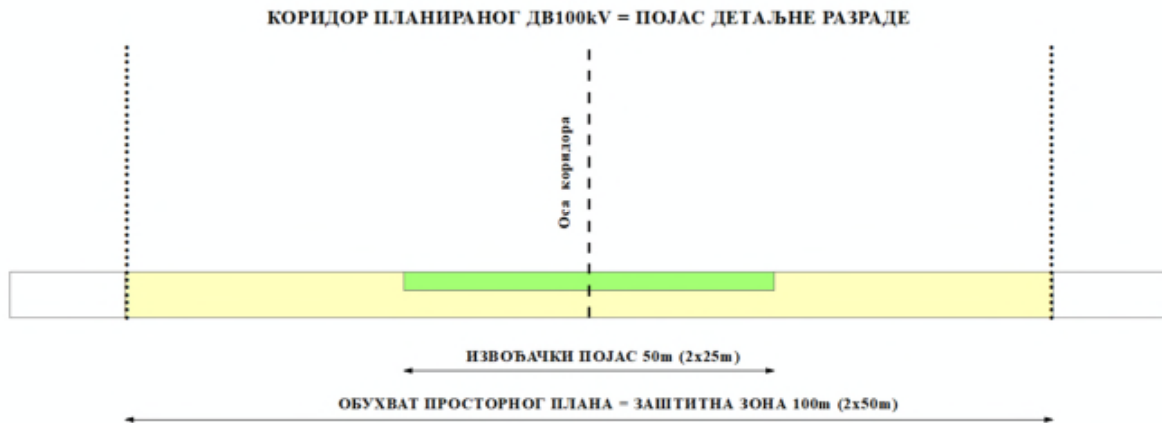 КОРИДОР ПЛАНИРАНОГ ДВ100kV = ПОЈАС ДЕТАЉНЕ РАЗРАДЕ
Оса коридора
ИЗВОЂАЧКИ ПОЈАС 50m (2x25m)
ОБУХВАТ ПРОСТОРНОГ ПЛАНА = ЗАШТИТНА ЗОНА 100m (2x50m)